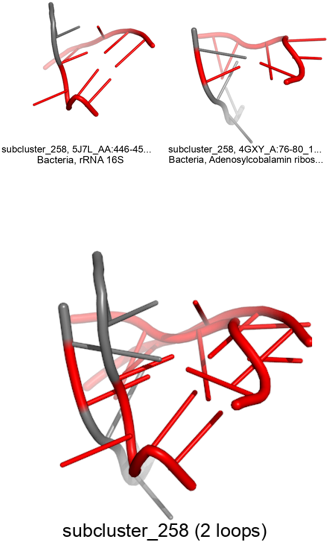 subcluster_258, 5J7L_AA:446-45...
Bacteria, rRNA 16S
subcluster_258, 4GXY_A:76-80_1...
Bacteria, Adenosylcobalamin ribos...
subcluster_258 (2 loops)